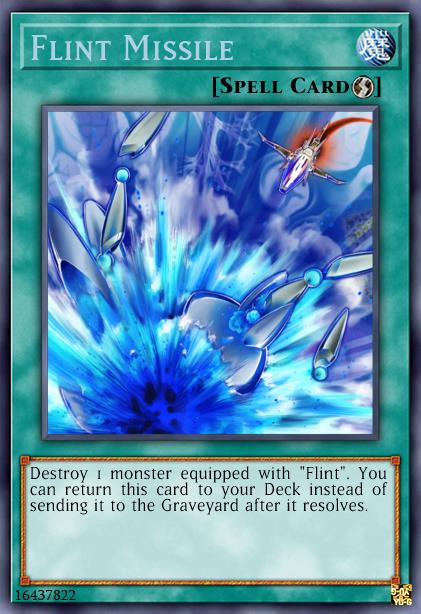 Flint Missile
魔
[Spell Card]
Destroy 1 monster equipped with "Flint". You
can return this card to your Deck instead of
sending it to the Graveyard after it resolves.
16437822